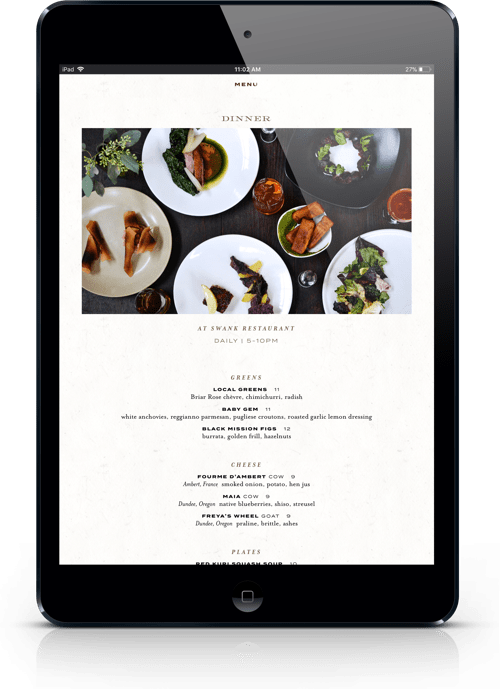 iPad 11:02 AM 27%
MENU
DINNER
AT SWANK RESTAURANT
DAILY | 5-10PM
GREENS
LOCAL GREENS 11
Briar Rose chèvre, chimichurri, radish
BABY GEM 11
white anchovies, reggianno parmesan, pugliese croutons, roasted garlic lemon dressing
BLACK MISSION FIGS 12
burrata, golden frill, hazelnuts
CHEESE
FOURME D'AMBERT COW 9
Ambert, France smoked onion, potato, hen jus
MAIA COW 9
Dundee, Oregon native blueberries, shiso, streusel
FREYA'S WHEEL GOAT 9
Dundee, Oregon praline, brittle, ashes
PLATES
RED KURI SQUASH SOUP 10